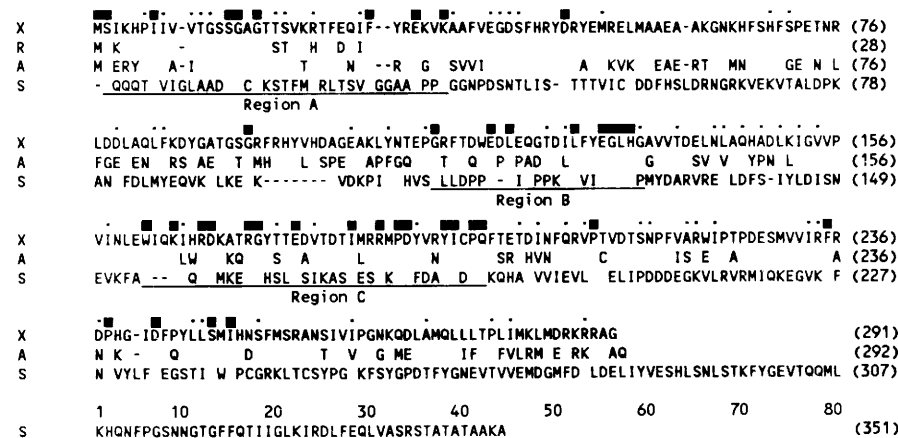 X MSIKHPIIV-VTGSSGAGTTSVKRTFEQIF--YREKVKAAFVEGDSFHRYDRYEMRELMAAEA-AKGNKHFSHFSPETNR (76)
R M K - ST H D I (28)
A M ERY A-I T N --R G SVVI A KVK EAE-RT MN GE N L (76)
S - QQQT VIGLAAD C KSTFM RLTSV GGAA PP GGNPDSNTLIS- TTTVIC DDFHSLDRNGRKVEKVTALDPK (78)
Region A
X LDDLAQLFKDYGATGSGRFRHYVHDAGEAKLYNTEPGRFTDWEDLEQGTDILFYEGLHGAVVTDELNLAQHADLKIGVVP (156)
A FGE EN RS AE T MH L SPE APFGQ T Q P PAD L G SV V YPN L (156)
S AN FDLMYEQVK LKE K------- VDKPI HVS LLDPP - I PPK VI PMYDARVRE LDFS-IYLDISN (149)
Region B
X VINLEWIQKIHRDKATRGYTTEDVTDTIMRRMPDYVRYICPQFTETDINFQRVPTVDTSNPFVARWIPTPDESMVVIRFR (236)
A LW KQ S A L N SR HVN C IS E A A (236)
S EVKFA -- Q MKE HSL SIKAS ES K FDA D KQHA VVIEVL ELIPDDDEGKVLRVRMIQKEGVK F (227)
Region C
X DPHG-IDFPYLLSMIHNSFMSRANSIVIPGNKQDLAMQLLLTPLIMKLMDRKRRAG (291)
A N K - Q D T V G ME IF FVLRM E RK AQ (292)
S N VYLF EGSTI W PCGRKLTCSYPG KFSYGPDTFYGNEVTVVEMDGMFD LDELIYVESHLSNLSTKFYGEVTQQML (307)
1 10 20 30 40 50 60 70 80
S KHQNFPGSNNGTGFFQTIIGLKIRDLFEQLVASRSTATATAAKA (351)